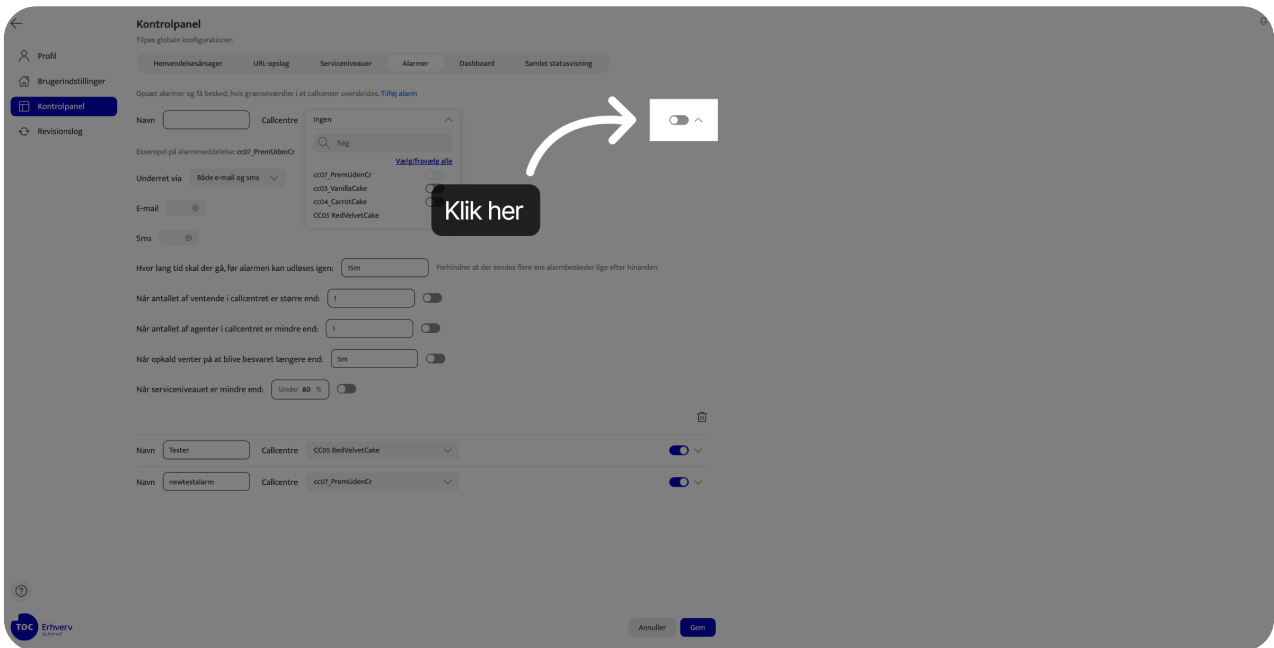 Kontrolpanel
Tilpas globale konfigurationer.
Profil
Brugerindstillinger
Kontrolpanel
Revisionslog
Henvendelsesårsager URL-opslag Serviceniveauer Alarmer Dashboard Samlet statusvisning
Opsæt alarmer og få besked, hvis grænseværdier i et callcenter overskrides. Tilføj alarm
Navn Callcentre Ingen
Søg
Vælg/fravælg alle
cc07_PremUdenCr
cc03_VanillaCake
cc04_CarrotCake
CC05 RedVelvetCake
Klik her
Eksempel på alarmmeddelelse: cc07_PremUdenCr
Underret via Både e-mail og sms
E-mail
Sms
Hvor lang tid skal der gå, før alarmen kan udløses igen: 15m Forhindrer at der sendes flere ens alarmbeskeder lige efter hinanden.
Når antallet af ventende i callcentret er større end: 1
Når antallet af agenter i callcentret er mindre end: 1
Når opkald venter på at blive besvaret længere end: 5m
Når serviceniveauet er mindre end: Under 80 %
Navn Tester Callcentre CC05 RedVelvetCake
Navn newtestalarm Callcentre cc07_PremUdenCr
?
TDC Erhverv
Annuller Gem